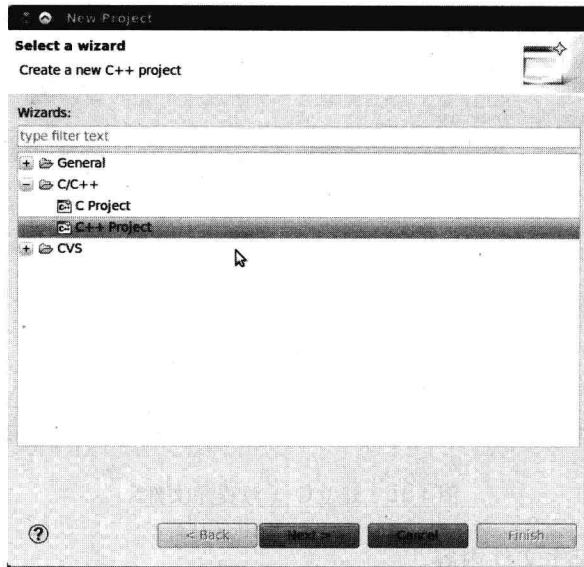 New Project
Select a wizard
Create a new C++ project
Wizards:
type filter text
General
C/C++
C Project
C++ Project
CVS
< Back
Next >
Cancel
Finish